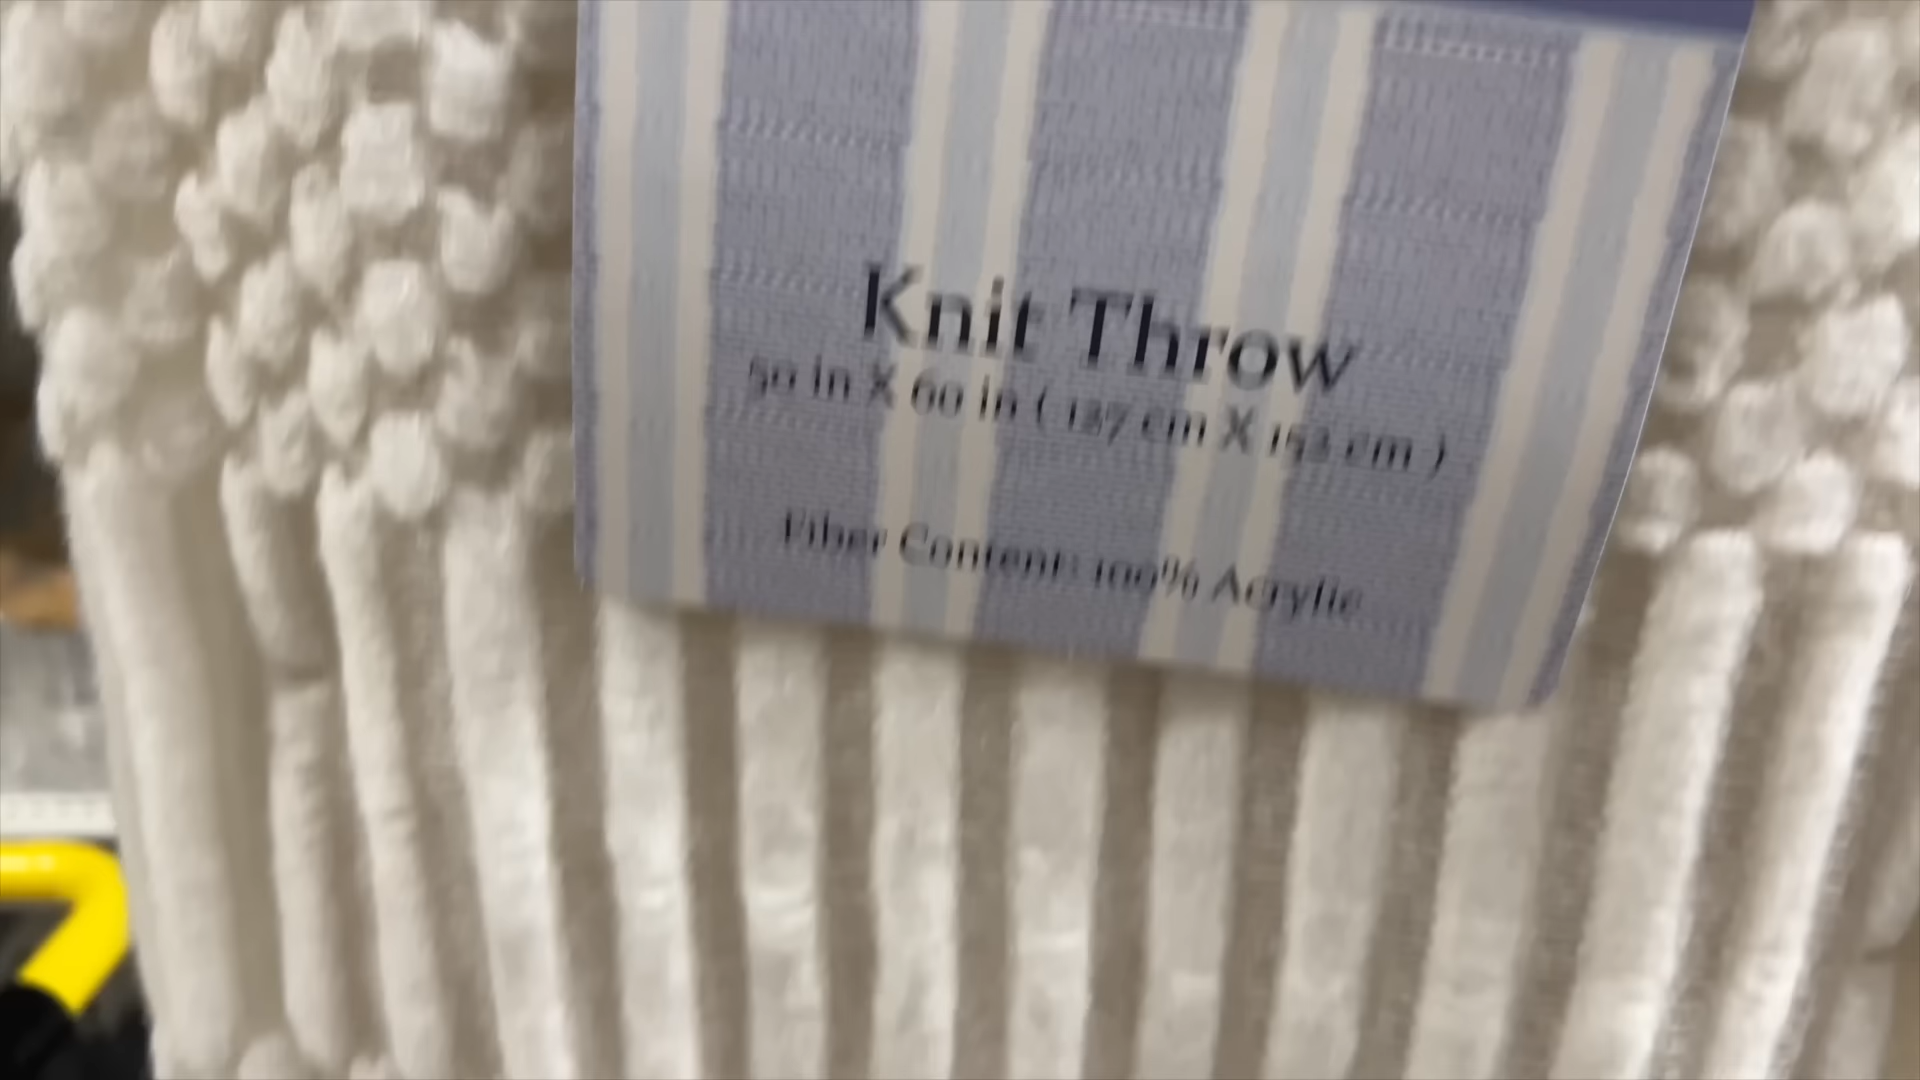 Knit Throw
50 in X 60 in ( 127 cm X 152 cm )
Fiber Content: 100% Acrylic